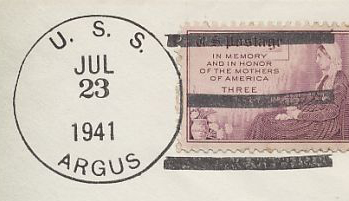 U. S. S.
JUL
23
1941
ARGUS
U.S. Postage
IN MEMORY
AND IN HONOR
OF THE MOTHERS
OF AMERICA
THREE